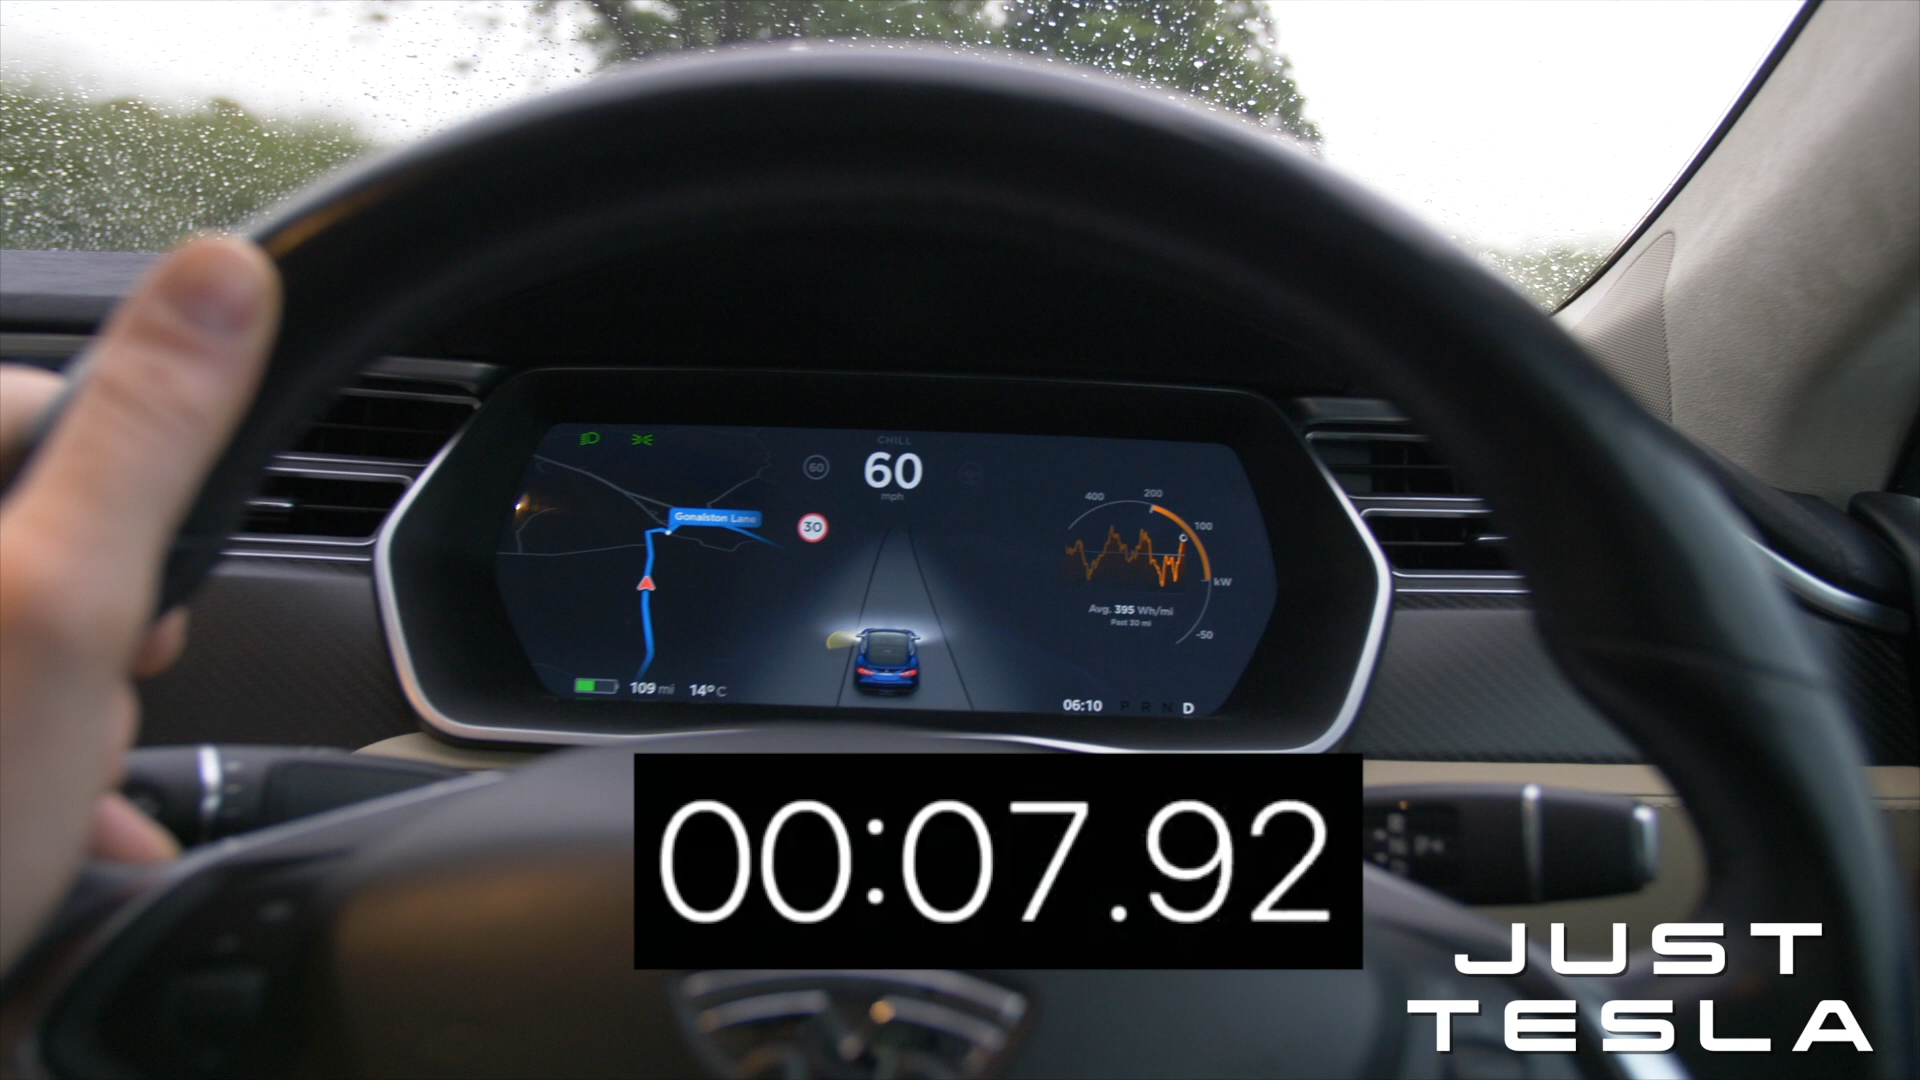 CHILL
60
60
mph
Gonalston Lane
30
400
200
100
kW
-50
Avg. 395 Wh/mi
Past 30 mi
109 mi
14°C
06:10
P R N D
00:07.92
JUST
TESLA